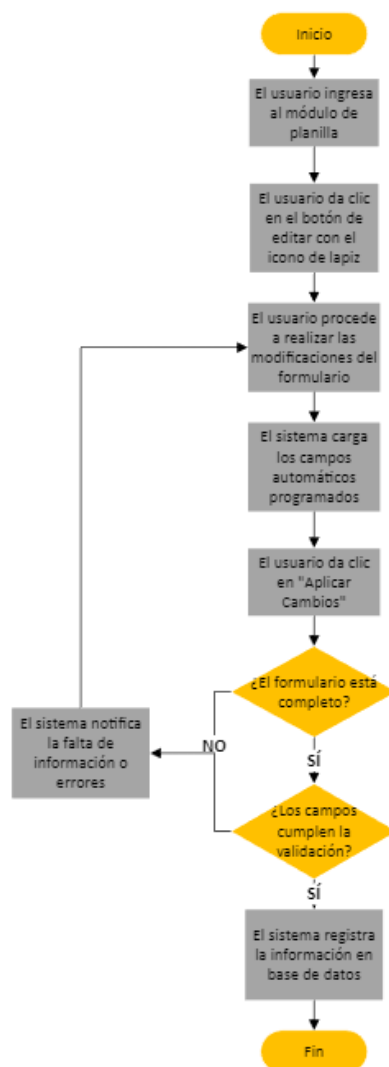 Inicio
El usuario ingresa
al módulo de
planilla
El usuario da clic
en el botón de
editar con el
icono de lapiz
El usuario procede
a realizar las
modificaciones del
formulario
El sistema carga
los campos
automáticos
programados
El usuario da clic
en "Aplicar
Cambios"
¿El formulario está
completo?
NO
SÍ
El sistema notifica
la falta de
información o
errores
¿Los campos
cumplen la
validación?
SÍ
El sistema registra
la información en
base de datos
Fin